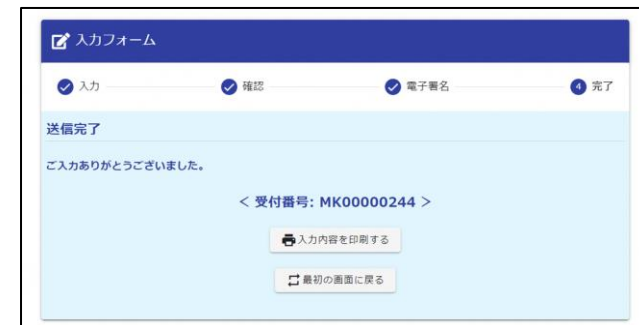 入力フォーム
入力 確認 電子署名 4 完了
送信完了
ご入力ありがとうございました。
< 受付番号: MK00000244 >
入力内容を印刷する
最初の画面に戻る